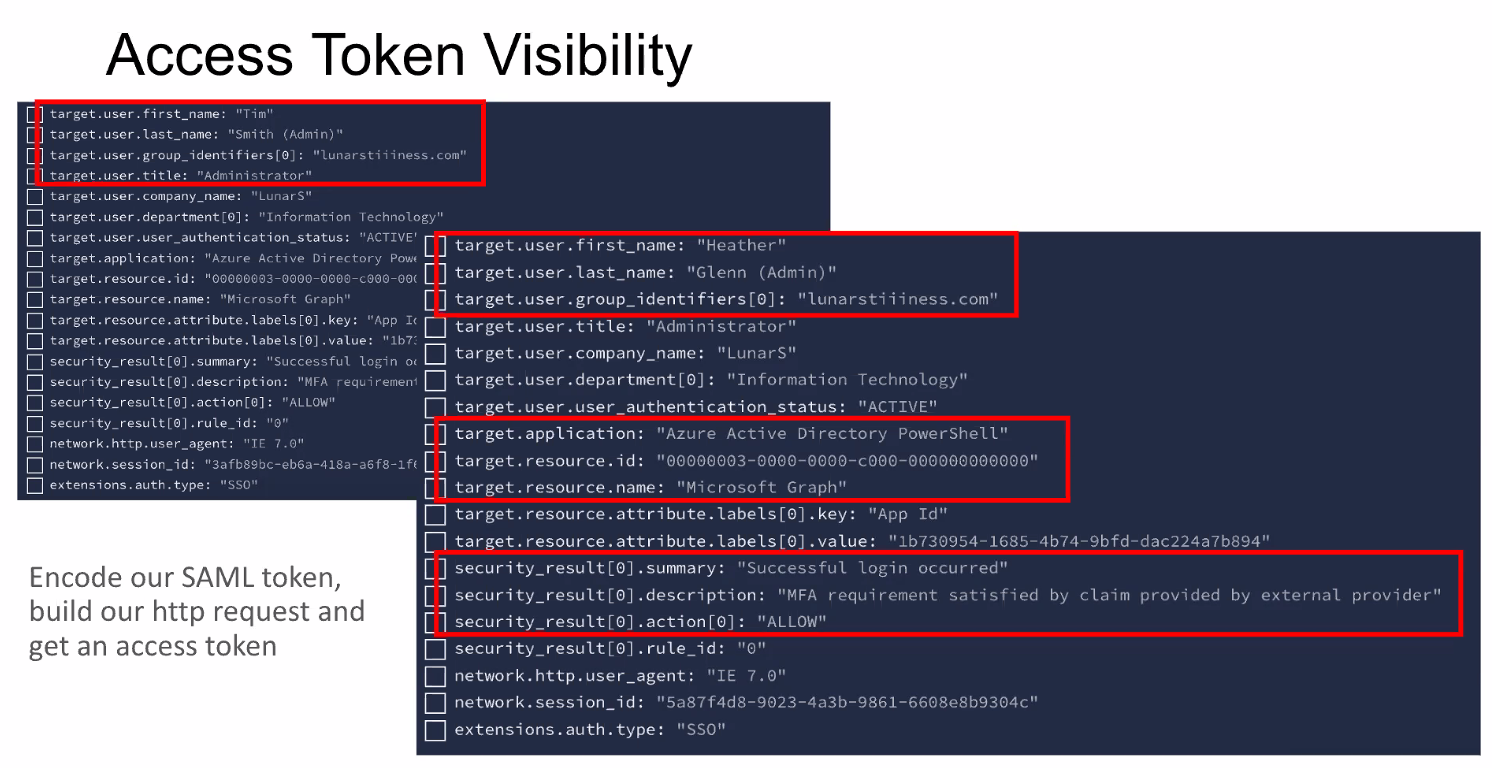 Access Token Visibility
target.user.first_name: "Tim"
target.user.last_name: "Smith (Admin)"
target.user.group_identifiers[0]: "lunarstiiiness.com"
target.user.title: "Administrator"
target.user.company_name: "LunarS"
target.user.department[0]: "Information Technology"
target.user.user_authentication_status: "ACTIVE"
target.application: "Azure Active Directory Powe
target.resource.id: "00000003-0000-0000-c000-000
target.resource.name: "Microsoft Graph"
target.resource.attribute.labels[0].key: "App Id
target.resource.attribute.labels[0].value: "1b73
security_result[0].summary: "Successful login oc
security_result[0].description: "MFA requirement
security_result[0].action[0]: "ALLOW"
security_result[0].rule_id: "0"
network.http.user_agent: "IE 7.0"
network.session_id: "3afb89bc-eb6a-418a-a6f8-1f6
extensions.auth.type: "SSO"
target.user.first_name: "Heather"
target.user.last_name: "Glenn (Admin)"
target.user.group_identifiers[0]: "lunarstiiiness.com"
target.user.title: "Administrator"
target.user.company_name: "LunarS"
target.user.department[0]: "Information Technology"
target.user.user_authentication_status: "ACTIVE"
target.application: "Azure Active Directory PowerShell"
target.resource.id: "00000003-0000-0000-c000-000000000000"
target.resource.name: "Microsoft Graph"
target.resource.attribute.labels[0].key: "App Id"
target.resource.attribute.labels[0].value: "1b730954-1685-4b74-9bfd-dac224a7b894"
security_result[0].summary: "Successful login occurred"
security_result[0].description: "MFA requirement satisfied by claim provided by external provider"
security_result[0].action[0]: "ALLOW"
security_result[0].rule_id: "0"
network.http.user_agent: "IE 7.0"
network.session_id: "5a87f4d8-9023-4a3b-9861-6608e8b9304c"
extensions.auth.type: "SSO"
Encode our SAML token,
build our http request and
get an access token